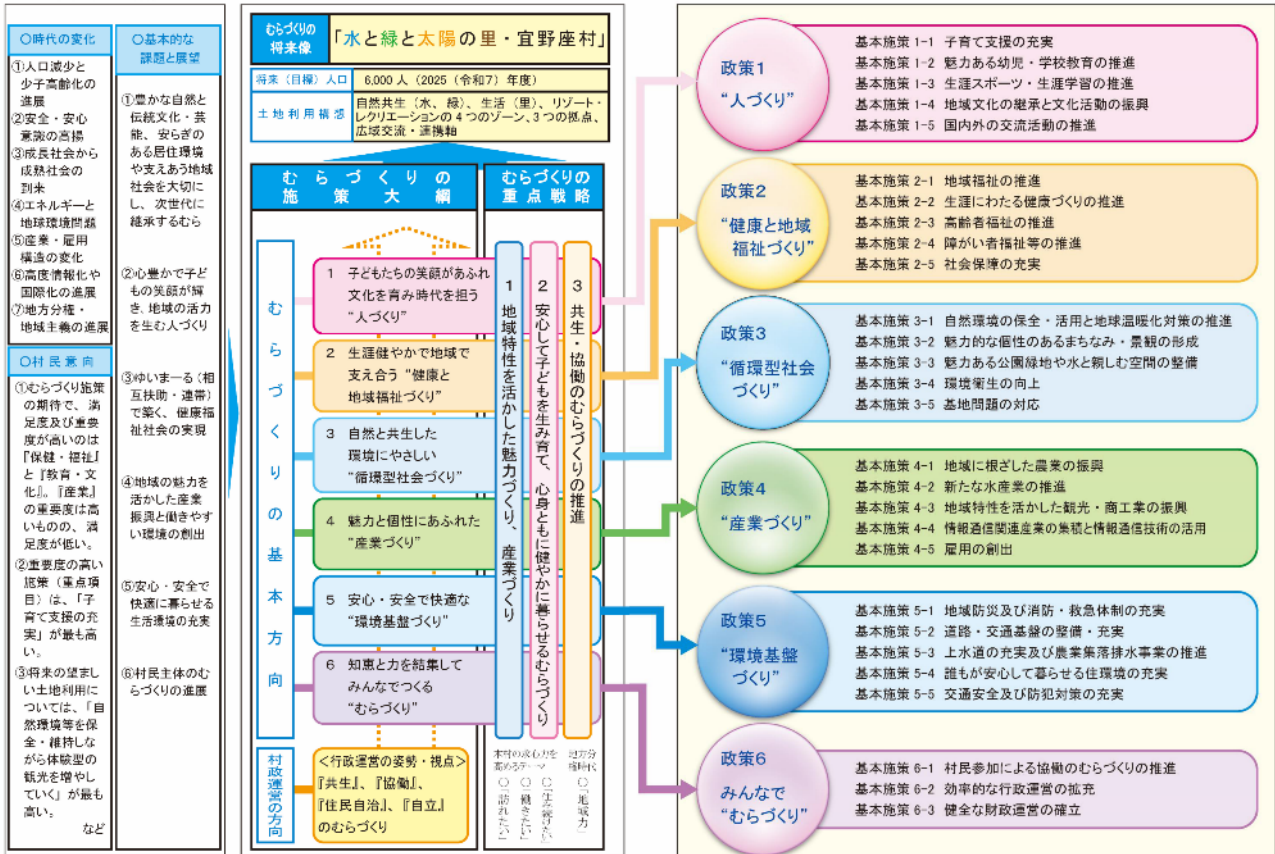 〇時代の変化
①人口減少と
少子高齢化の
進展
②安全・安心
意識の高揚
③成長社会から
成熟社会の
到来
④エネルギーと
地球環境問題
⑤産業・雇用
構造の変化
⑥高度情報化や
国際化の進展
⑦地方分権・
地域主義の進展
〇村民意向
①むらづくり施策
の期待で、満
足度及び重要
度が高いのは
『保健・福祉』
と『教育・文
化』。『産業』
の重要度は高
いものの、満
足度が低い。
②重要度の高い
施策（重点項
目）は、「子
育て支援の充
実」が最も高
い。
③将来の望まし
い土地利用に
ついては、「自
然環境等を保
全・維持しな
がら体験型の
観光を増やし
ていく」が最も
高い。
など
〇基本的な
課題と展望
①豊かな自然と
伝統文化・芸
能、安らぎの
ある居住環境
や支えあう地域
社会を大切に
し、次世代に
継承するむら
②心豊かで子ど
もの笑顔が輝
き、地域の活力
を生む人づくり
③ゆいまーる（相
互扶助・連帯）
で築く、健康福
祉社会の実現
④地域の魅力を
活かした産業
振興と働きやす
い環境の創出
⑤安心・安全で
快適に暮らせる
生活環境の充実
⑥村民主体のむ
らづくりの進展
むらづくりの
将来像
「水と緑と太陽の里・宜野座村」
将来（目標）人口
6,000人（2025（令和7）年度）
土地利用構想
自然共生（水、緑）、生活（里）、リゾート・
レクリエーションの4つのゾーン、3つの拠点、
広域交流・連携軸
むらづくりの
施策大綱
むらづくりの
重点戦略
むらづくりの基本方向
1 子どもたちの笑顔があふれ
文化を育み時代を担う
“人づくり”
2 生涯健やかで地域で
支え合う“健康と
地域福祉づくり”
3 自然と共生した
環境にやさしい
“循環型社会づくり”
4 魅力と個性にあふれた
“産業づくり”
5 安心・安全で快適な
“環境基盤づくり”
6 知恵と力を結集して
みんなでつくる
“むらづくり”
1 地域特性を活かした魅力づくり、産業づくり
2 安心して子どもを生み育て、心身ともに健やかに暮らせるむらづくり
3 共生・協働のむらづくりの推進
村政運営の方向
＜行政運営の姿勢・視点＞
『共生』、『協働』、
『住民自治』、『自立』
のむらづくり
本村の求心力を
高めるテーマ
〇「訪れたい」
〇「働きたい」
〇「住み続けたい」
地方分
権時代
〇「地域力」
政策1
“人づくり”
基本施策 1-1 子育て支援の充実
基本施策 1-2 魅力ある幼児・学校教育の推進
基本施策 1-3 生涯スポーツ・生涯学習の推進
基本施策 1-4 地域文化の継承と文化活動の振興
基本施策 1-5 国内外の交流活動の推進
政策2
“健康と地域
福祉づくり”
基本施策 2-1 地域福祉の推進
基本施策 2-2 生涯にわたる健康づくりの推進
基本施策 2-3 高齢者福祉の推進
基本施策 2-4 障がい者福祉等の推進
基本施策 2-5 社会保障の充実
政策3
“循環型社会
づくり”
基本施策 3-1 自然環境の保全・活用と地球温暖化対策の推進
基本施策 3-2 魅力的な個性のあるまちなみ・景観の形成
基本施策 3-3 魅力ある公園緑地や水と親しむ空間の整備
基本施策 3-4 環境衛生の向上
基本施策 3-5 基地問題の対応
政策4
“産業づくり”
基本施策 4-1 地域に根ざした農業の振興
基本施策 4-2 新たな水産業の推進
基本施策 4-3 地域特性を活かした観光・商工業の振興
基本施策 4-4 情報通信関連産業の集積と情報通信技術の活用
基本施策 4-5 雇用の創出
政策5
“環境基盤
づくり”
基本施策 5-1 地域防災及び消防・救急体制の充実
基本施策 5-2 道路・交通基盤の整備・充実
基本施策 5-3 上水道の充実及び農業集落排水事業の推進
基本施策 5-4 誰もが安心して暮らせる住環境の充実
基本施策 5-5 交通安全及び防犯対策の充実
政策6
みんなで
“むらづくり”
基本施策 6-1 村民参加による協働のむらづくりの推進
基本施策 6-2 効率的な行政運営の拡充
基本施策 6-3 健全な財政運営の確立